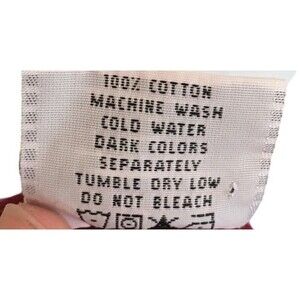 100% COTTON
MACHINE WASH
COLD WATER
DARK COLORS
SEPARATELY
TUMBLE DRY LOW
DO NOT BLEACH